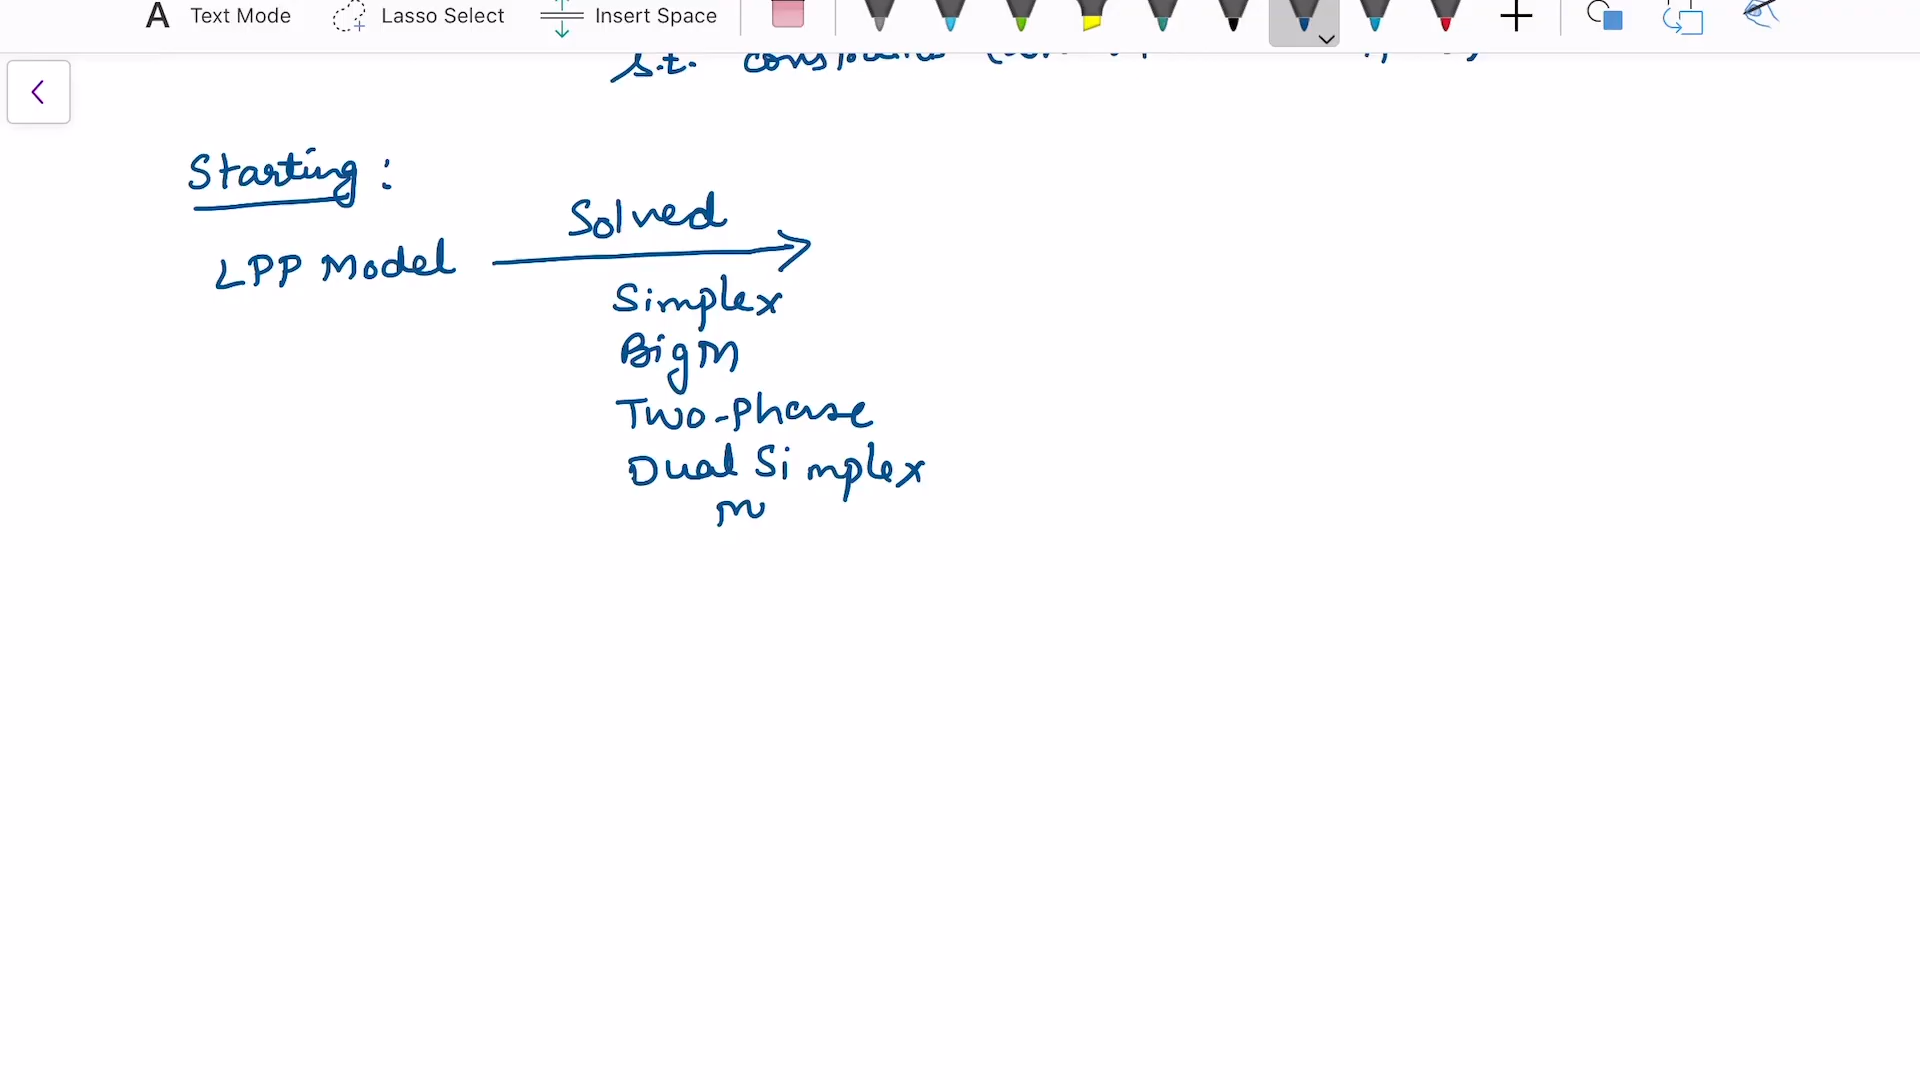 A Text Mode Lasso Select Insert Space
s.t.
Starting :
Solved
LPP Model
Simplex
Big M
Two-Phase
Dual Simplex
m